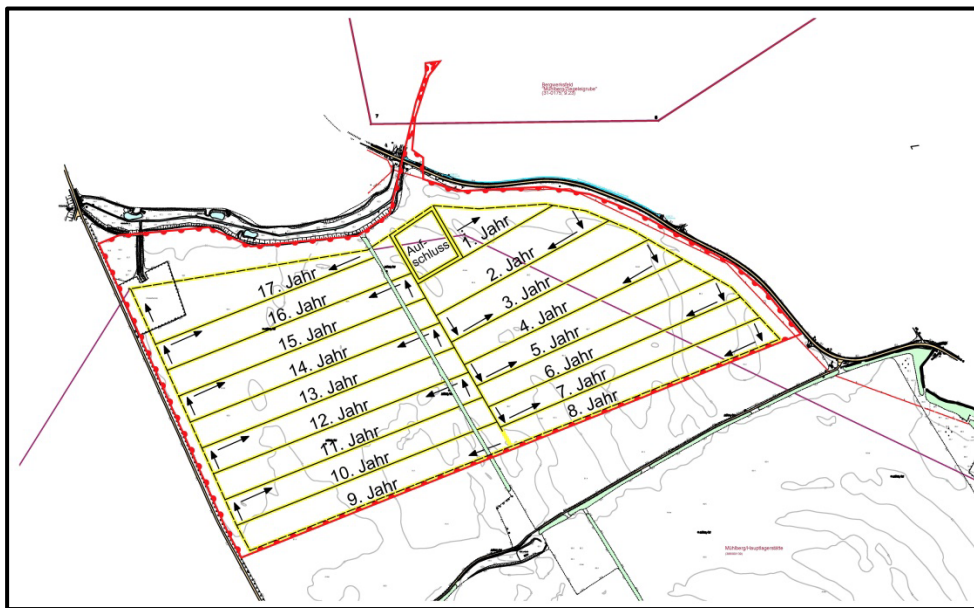 Bergwerksfeld
Auf-
schluss
1. Jahr
2. Jahr
3. Jahr
4. Jahr
5. Jahr
6. Jahr
7. Jahr
8. Jahr
17. Jahr
16. Jahr
15. Jahr
14. Jahr
13. Jahr
12. Jahr
11. Jahr
10. Jahr
9. Jahr
Mühlberg/Hauptlagerstätte